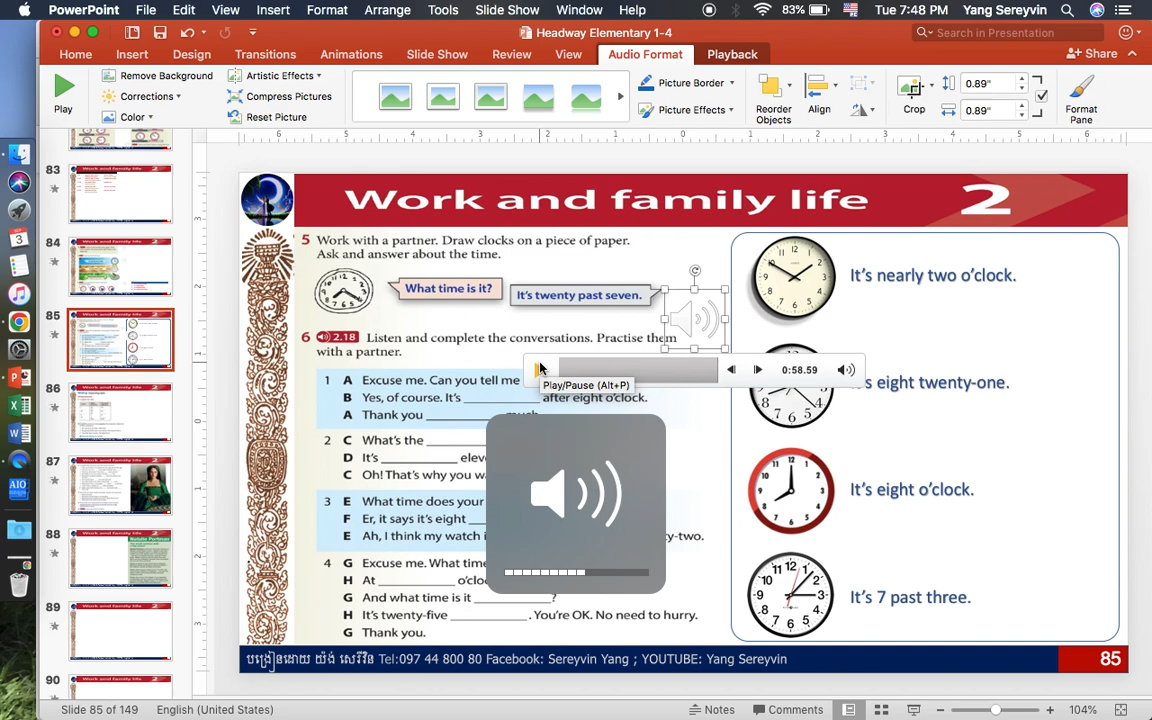 PowerPoint File Edit View Insert Format Arrange Tools Slide Show Window Help 83% Tue 7:48 PM Yang Sereyvin
Headway Elementary 1-4
Search in Presentation
Home Insert Design Transitions Animations Slide Show Review View Audio Format Playback Share
Play
Remove Background
Corrections
Color
Artistic Effects
Compress Pictures
Reset Picture
Picture Border
Picture Effects
Reorder Objects
Align
Crop
0.89"
0.89"
Format Pane
83
84
85
86
87
88
89
90
Work and family life 2
5 Work with a partner. Draw clocks on a piece of paper.
Ask and answer about the time.
What time is it?
It's twenty past seven.
6 2.18 Listen and complete the conversations. Practise them
with a partner.
0:58.59
Play/Pause (Alt+P)
1 A Excuse me. Can you tell me
B Yes, of course. It's ________ after eight o'clock.
A Thank you ________ much.
2 C What's the
D It's ________ elev
C Oh! That's why you w
3 E What time does your
F Er, it says it's eight
E Ah, I think my watch i ty-two.
4 G Excuse me. What time
H At ________ o'clo
G And what time is it ________?
H It's twenty-five ________. You're OK. No need to hurry.
G Thank you.
It's nearly two o'clock.
's eight twenty-one.
It's eight o'clock.
It's 7 past three.
បង្រៀនដោយ យ៉ង់ សេរីវីន Tel:097 44 800 80 Facebook: Sereyvin Yang ; YOUTUBE: Yang Sereyvin 85
Slide 85 of 149 English (United States) Notes Comments 104%